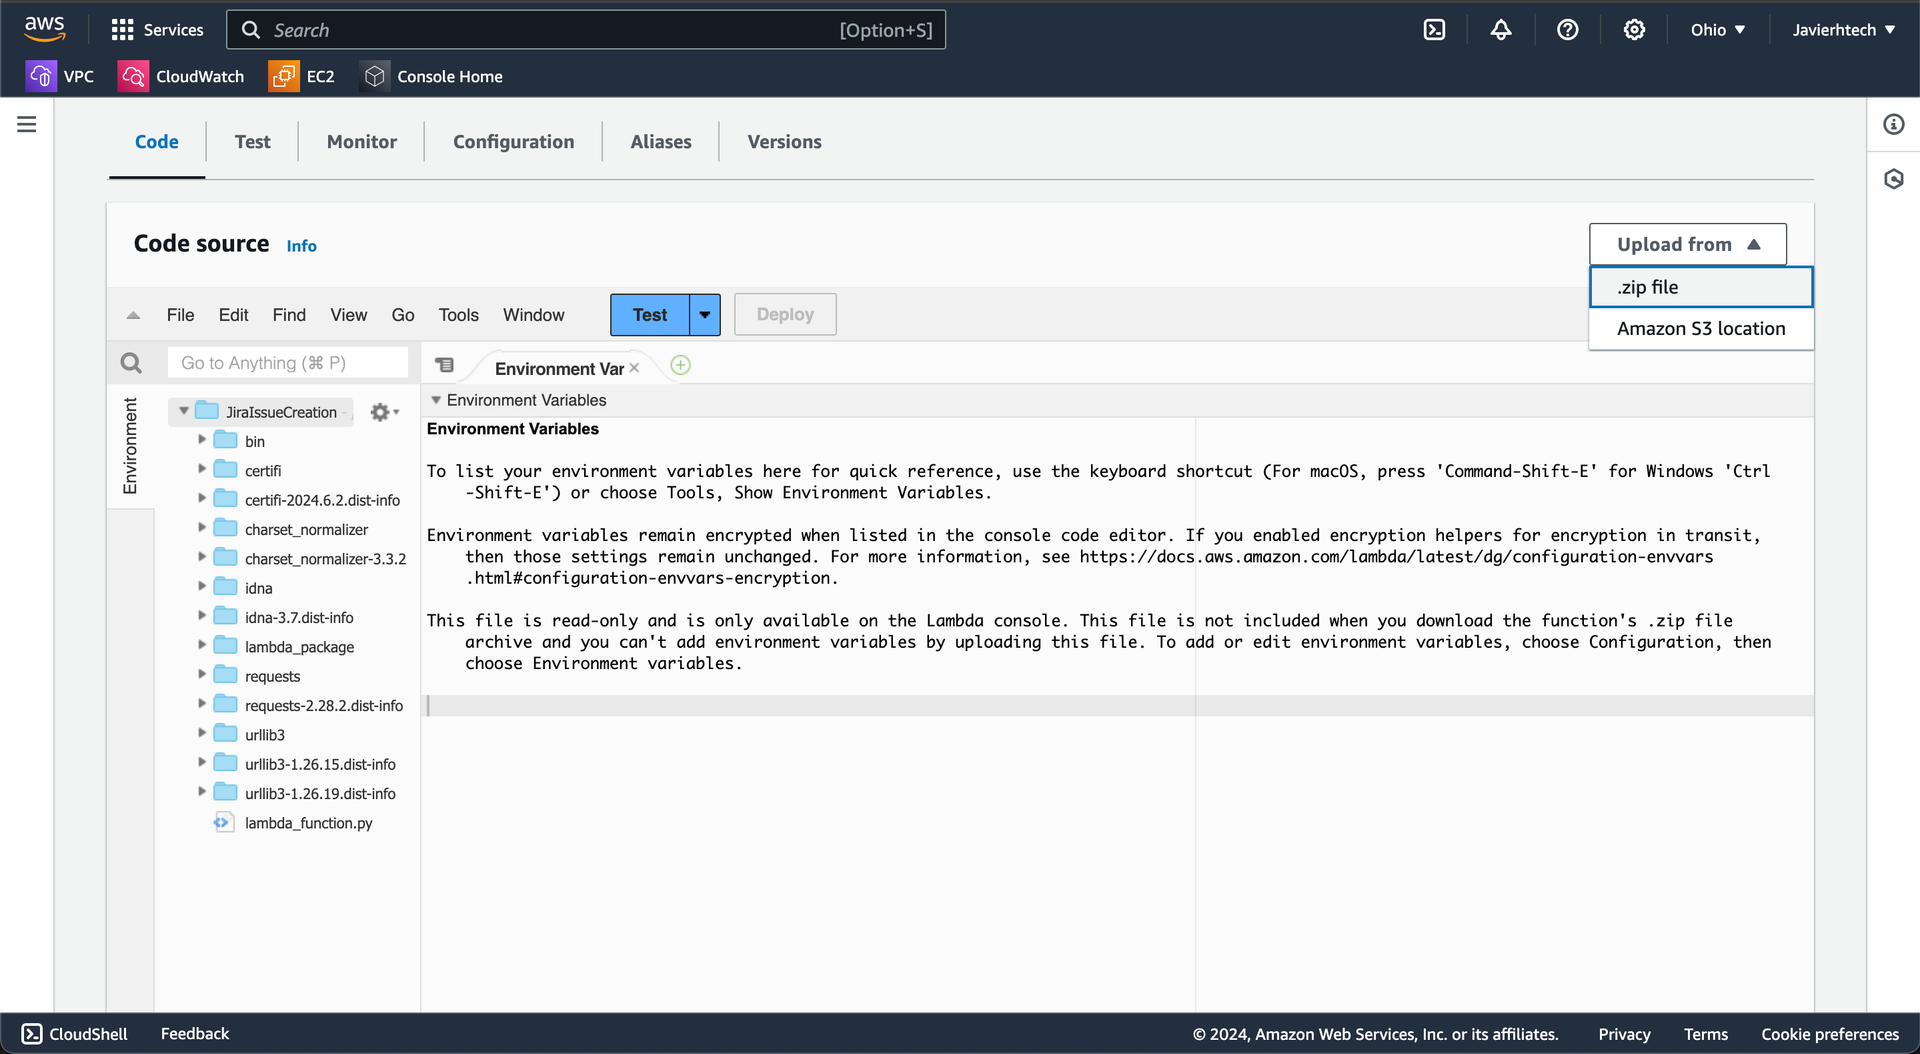 aws
Services
Search
[Option+S]
Ohio
Javierhtech
VPC
CloudWatch
EC2
Console Home
Code
Test
Monitor
Configuration
Aliases
Versions
Code source
Info
Upload from
.zip file
Amazon S3 location
File
Edit
Find
View
Go
Tools
Window
Test
Deploy
Go to Anything (⌘ P)
Environment Var
Environment
JiraIssueCreation -
bin
certifi
certifi-2024.6.2.dist-info
charset_normalizer
charset_normalizer-3.3.2
idna
idna-3.7.dist-info
lambda_package
requests
requests-2.28.2.dist-info
urllib3
urllib3-1.26.15.dist-info
urllib3-1.26.19.dist-info
lambda_function.py
Environment Variables
Environment Variables
To list your environment variables here for quick reference, use the keyboard shortcut (For macOS, press 'Command-Shift-E' for Windows 'Ctrl
-Shift-E') or choose Tools, Show Environment Variables.
Environment variables remain encrypted when listed in the console code editor. If you enabled encryption helpers for encryption in transit,
then those settings remain unchanged. For more information, see https://docs.aws.amazon.com/lambda/latest/dg/configuration-envvars
.html#configuration-envvars-encryption.
This file is read-only and is only available on the Lambda console. This file is not included when you download the function's .zip file
archive and you can't add environment variables by uploading this file. To add or edit environment variables, choose Configuration, then
choose Environment variables.
CloudShell
Feedback
© 2024, Amazon Web Services, Inc. or its affiliates.
Privacy
Terms
Cookie preferences